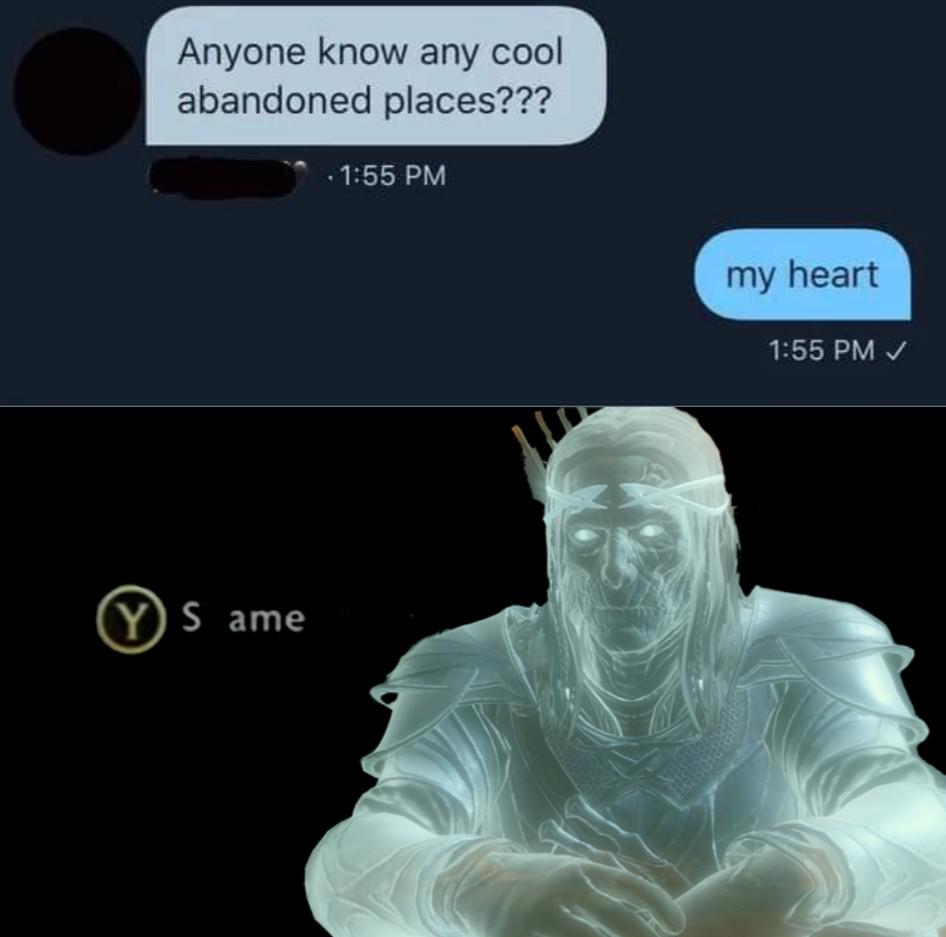 Anyone know any cool
abandoned places???
· 1:55 PM
my heart
1:55 PM ✓
Y S ame